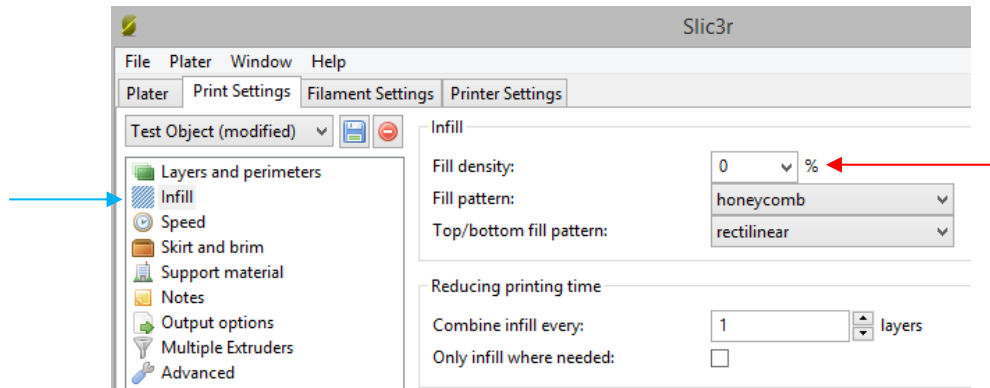 Slic3r
File Plater Window Help
Plater Print Settings Filament Settings Printer Settings
Test Object (modified)
Layers and perimeters
Infill
Speed
Skirt and brim
Support material
Notes
Output options
Multiple Extruders
Advanced
Infill
Fill density: 0 %
Fill pattern: honeycomb
Top/bottom fill pattern: rectilinear
Reducing printing time
Combine infill every: 1 layers
Only infill where needed: